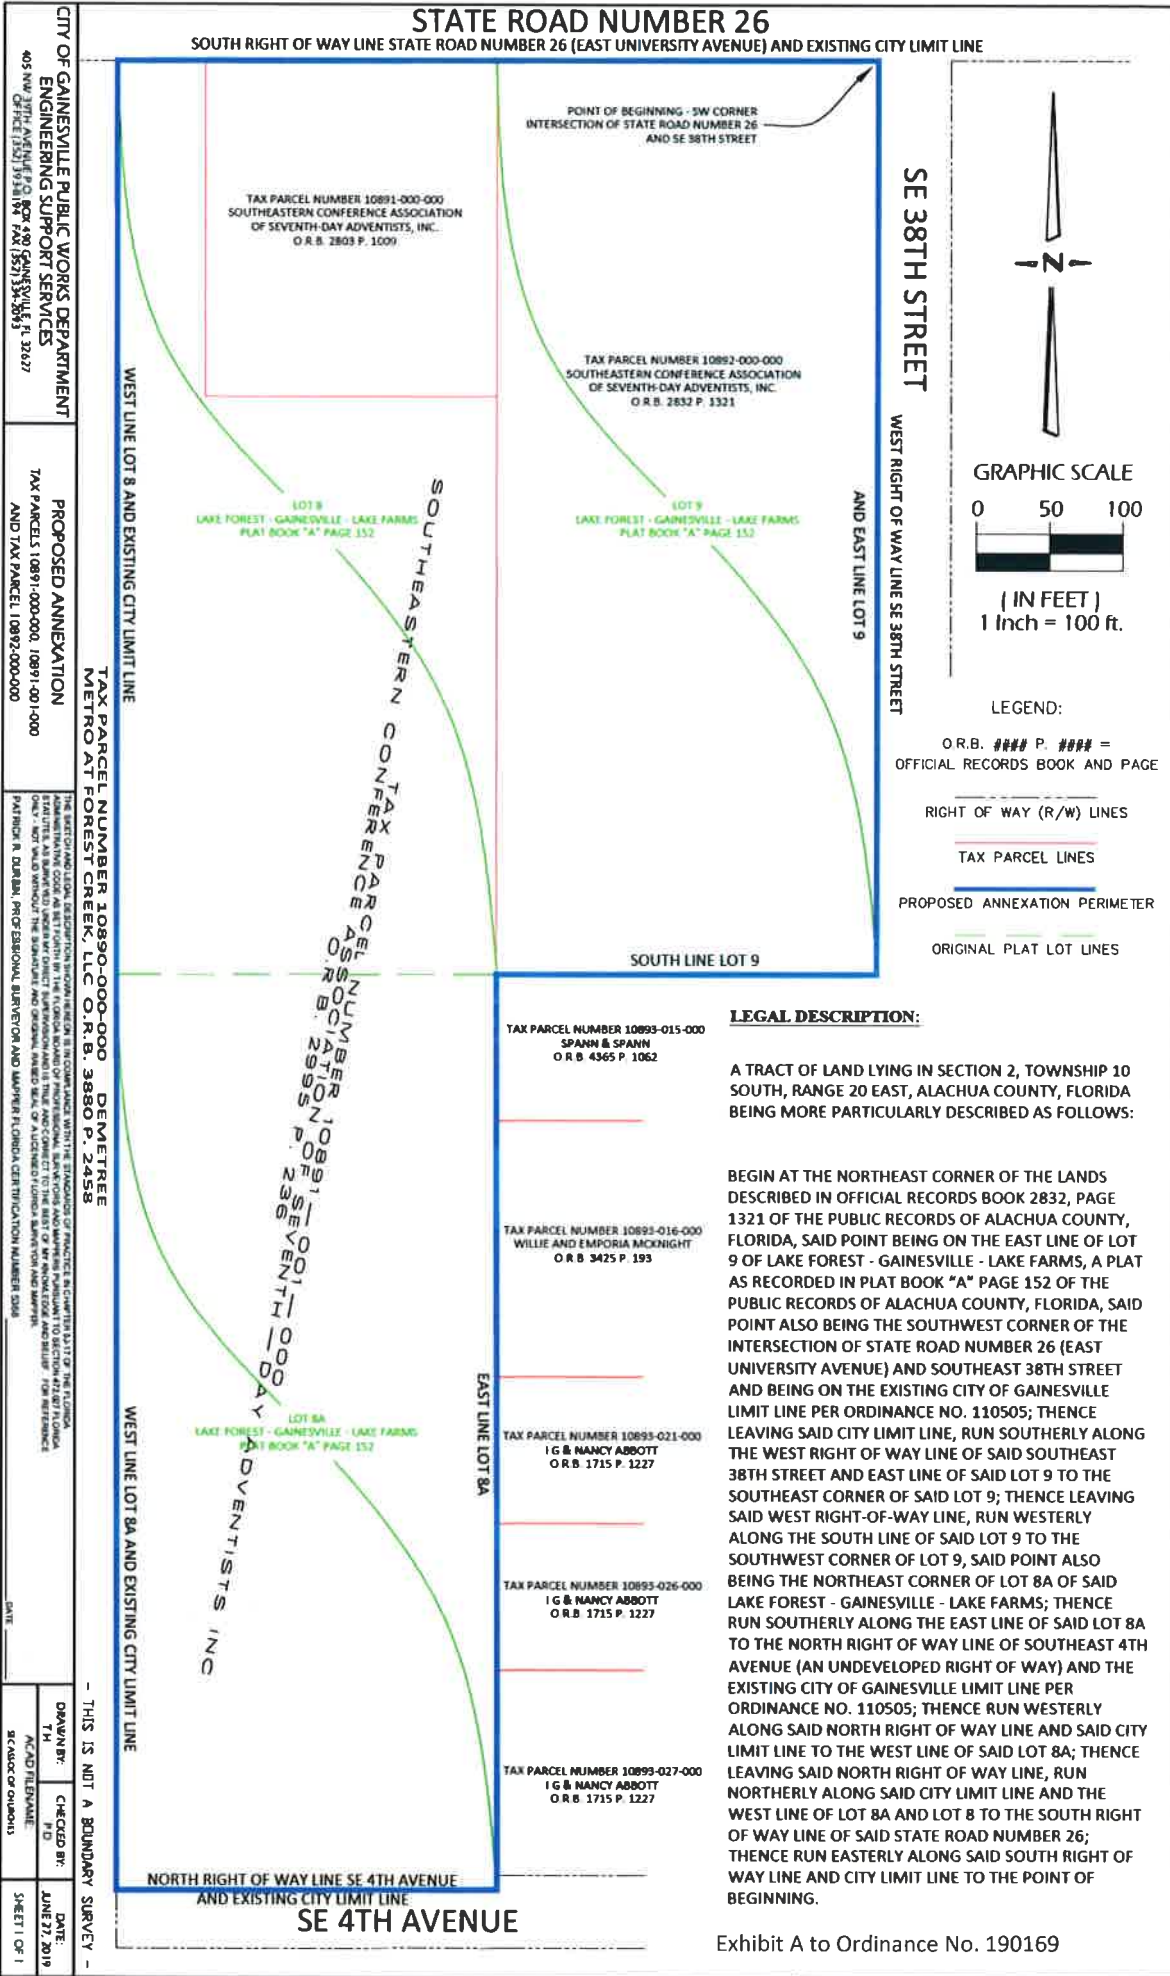 STATE ROAD NUMBER 26
SOUTH RIGHT OF WAY LINE STATE ROAD NUMBER 26 (EAST UNIVERSITY AVENUE) AND EXISTING CITY LIMIT LINE
POINT OF BEGINNING - SW CORNER
INTERSECTION OF STATE ROAD NUMBER 26
AND SE 38TH STREET
TAX PARCEL NUMBER 10891-000-000
SOUTHEASTERN CONFERENCE ASSOCIATION
OF SEVENTH-DAY ADVENTISTS, INC.
O.R.B. 2803 P. 1009
TAX PARCEL NUMBER 10892-000-000
SOUTHEASTERN CONFERENCE ASSOCIATION
OF SEVENTH-DAY ADVENTISTS, INC.
O.R.B. 2832 P. 1321
SE 38TH STREET
WEST RIGHT OF WAY LINE SE 38TH STREET
AND EAST LINE LOT 9
N
GRAPHIC SCALE
0 50 100
( IN FEET )
1 Inch = 100 ft.
LEGEND:
O.R.B. #### P. #### =
OFFICIAL RECORDS BOOK AND PAGE
RIGHT OF WAY (R/W) LINES
TAX PARCEL LINES
PROPOSED ANNEXATION PERIMETER
ORIGINAL PLAT LOT LINES
WEST LINE LOT 8 AND EXISTING CITY LIMIT LINE
LOT 8
LAKE FOREST - GAINESVILLE - LAKE FARMS
PLAT BOOK "A" PAGE 152
LOT 9
LAKE FOREST - GAINESVILLE - LAKE FARMS
PLAT BOOK "A" PAGE 152
TAX PARCEL NUMBER 10891-001-000
SOUTHEASTERN CONFERENCE ASSOCIATION OF SEVENTH-DAY ADVENTISTS INC
O.R.B. 2995 P. 236
SOUTH LINE LOT 9
TAX PARCEL NUMBER 10893-015-000
SPANN & SPANN
O.R.B. 4365 P. 1062
TAX PARCEL NUMBER 10893-016-000
WILLIE AND EMPORIA MCKNIGHT
O.R.B. 3425 P. 193
EAST LINE LOT 8A
TAX PARCEL NUMBER 10893-021-000
I G & NANCY ABBOTT
O.R.B. 1715 P. 1227
TAX PARCEL NUMBER 10893-026-000
I G & NANCY ABBOTT
O.R.B. 1715 P. 1227
TAX PARCEL NUMBER 10893-027-000
I G & NANCY ABBOTT
O.R.B. 1715 P. 1227
LOT 8A
LAKE FOREST - GAINESVILLE - LAKE FARMS
PLAT BOOK "A" PAGE 152
WEST LINE LOT 8A AND EXISTING CITY LIMIT LINE
NORTH RIGHT OF WAY LINE SE 4TH AVENUE
AND EXISTING CITY LIMIT LINE
SE 4TH AVENUE
LEGAL DESCRIPTION:
A TRACT OF LAND LYING IN SECTION 2, TOWNSHIP 10
SOUTH, RANGE 20 EAST, ALACHUA COUNTY, FLORIDA
BEING MORE PARTICULARLY DESCRIBED AS FOLLOWS:
BEGIN AT THE NORTHEAST CORNER OF THE LANDS
DESCRIBED IN OFFICIAL RECORDS BOOK 2832, PAGE
1321 OF THE PUBLIC RECORDS OF ALACHUA COUNTY,
FLORIDA, SAID POINT BEING ON THE EAST LINE OF LOT
9 OF LAKE FOREST - GAINESVILLE - LAKE FARMS, A PLAT
AS RECORDED IN PLAT BOOK "A" PAGE 152 OF THE
PUBLIC RECORDS OF ALACHUA COUNTY, FLORIDA, SAID
POINT ALSO BEING THE SOUTHWEST CORNER OF THE
INTERSECTION OF STATE ROAD NUMBER 26 (EAST
UNIVERSITY AVENUE) AND SOUTHEAST 38TH STREET
AND BEING ON THE EXISTING CITY OF GAINESVILLE
LIMIT LINE PER ORDINANCE NO. 110505; THENCE
LEAVING SAID CITY LIMIT LINE, RUN SOUTHERLY ALONG
THE WEST RIGHT OF WAY LINE OF SAID SOUTHEAST
38TH STREET AND EAST LINE OF SAID LOT 9 TO THE
SOUTHEAST CORNER OF SAID LOT 9; THENCE LEAVING
SAID WEST RIGHT-OF-WAY LINE, RUN WESTERLY
ALONG THE SOUTH LINE OF SAID LOT 9 TO THE
SOUTHWEST CORNER OF LOT 9, SAID POINT ALSO
BEING THE NORTHEAST CORNER OF LOT 8A OF SAID
LAKE FOREST - GAINESVILLE - LAKE FARMS; THENCE
RUN SOUTHERLY ALONG THE EAST LINE OF SAID LOT 8A
TO THE NORTH RIGHT OF WAY LINE OF SOUTHEAST 4TH
AVENUE (AN UNDEVELOPED RIGHT OF WAY) AND THE
EXISTING CITY OF GAINESVILLE LIMIT LINE PER
ORDINANCE NO. 110505; THENCE RUN WESTERLY
ALONG SAID NORTH RIGHT OF WAY LINE AND SAID CITY
LIMIT LINE TO THE WEST LINE OF SAID LOT 8A; THENCE
LEAVING SAID NORTH RIGHT OF WAY LINE, RUN
NORTHERLY ALONG SAID CITY LIMIT LINE AND THE
WEST LINE OF LOT 8A AND LOT 8 TO THE SOUTH RIGHT
OF WAY LINE OF SAID STATE ROAD NUMBER 26;
THENCE RUN EASTERLY ALONG SAID SOUTH RIGHT OF
WAY LINE AND CITY LIMIT LINE TO THE POINT OF
BEGINNING.
Exhibit A to Ordinance No. 190169
TAX PARCEL NUMBER 10890-000-000 DEMETREE
METRO AT FOREST CREEK, LLC O.R.B. 3880 P. 2458
- THIS IS NOT A BOUNDARY SURVEY -
CITY OF GAINESVILLE PUBLIC WORKS DEPARTMENT
ENGINEERING SUPPORT SERVICES
405 NW 39TH AVENUE P.O. BOX 490 GAINESVILLE, FL 32627
OFFICE (352) 393-8194 FAX (352) 334-2093
PROPOSED ANNEXATION
TAX PARCELS 10891-000-000, 10891-001-000
AND TAX PARCEL 10892-000-000
PATRICK R. DURBIN, PROFESSIONAL SURVEYOR AND MAPPER FLORIDA CERTIFICATION NUMBER 5368
DATE
DRAWN BY:
TH
CHECKED BY:
PD
DATE:
JUNE 27, 2019
ACAD FILENAME:
SEC ASSOC OF CHURCHES
SHEET 1 OF 1